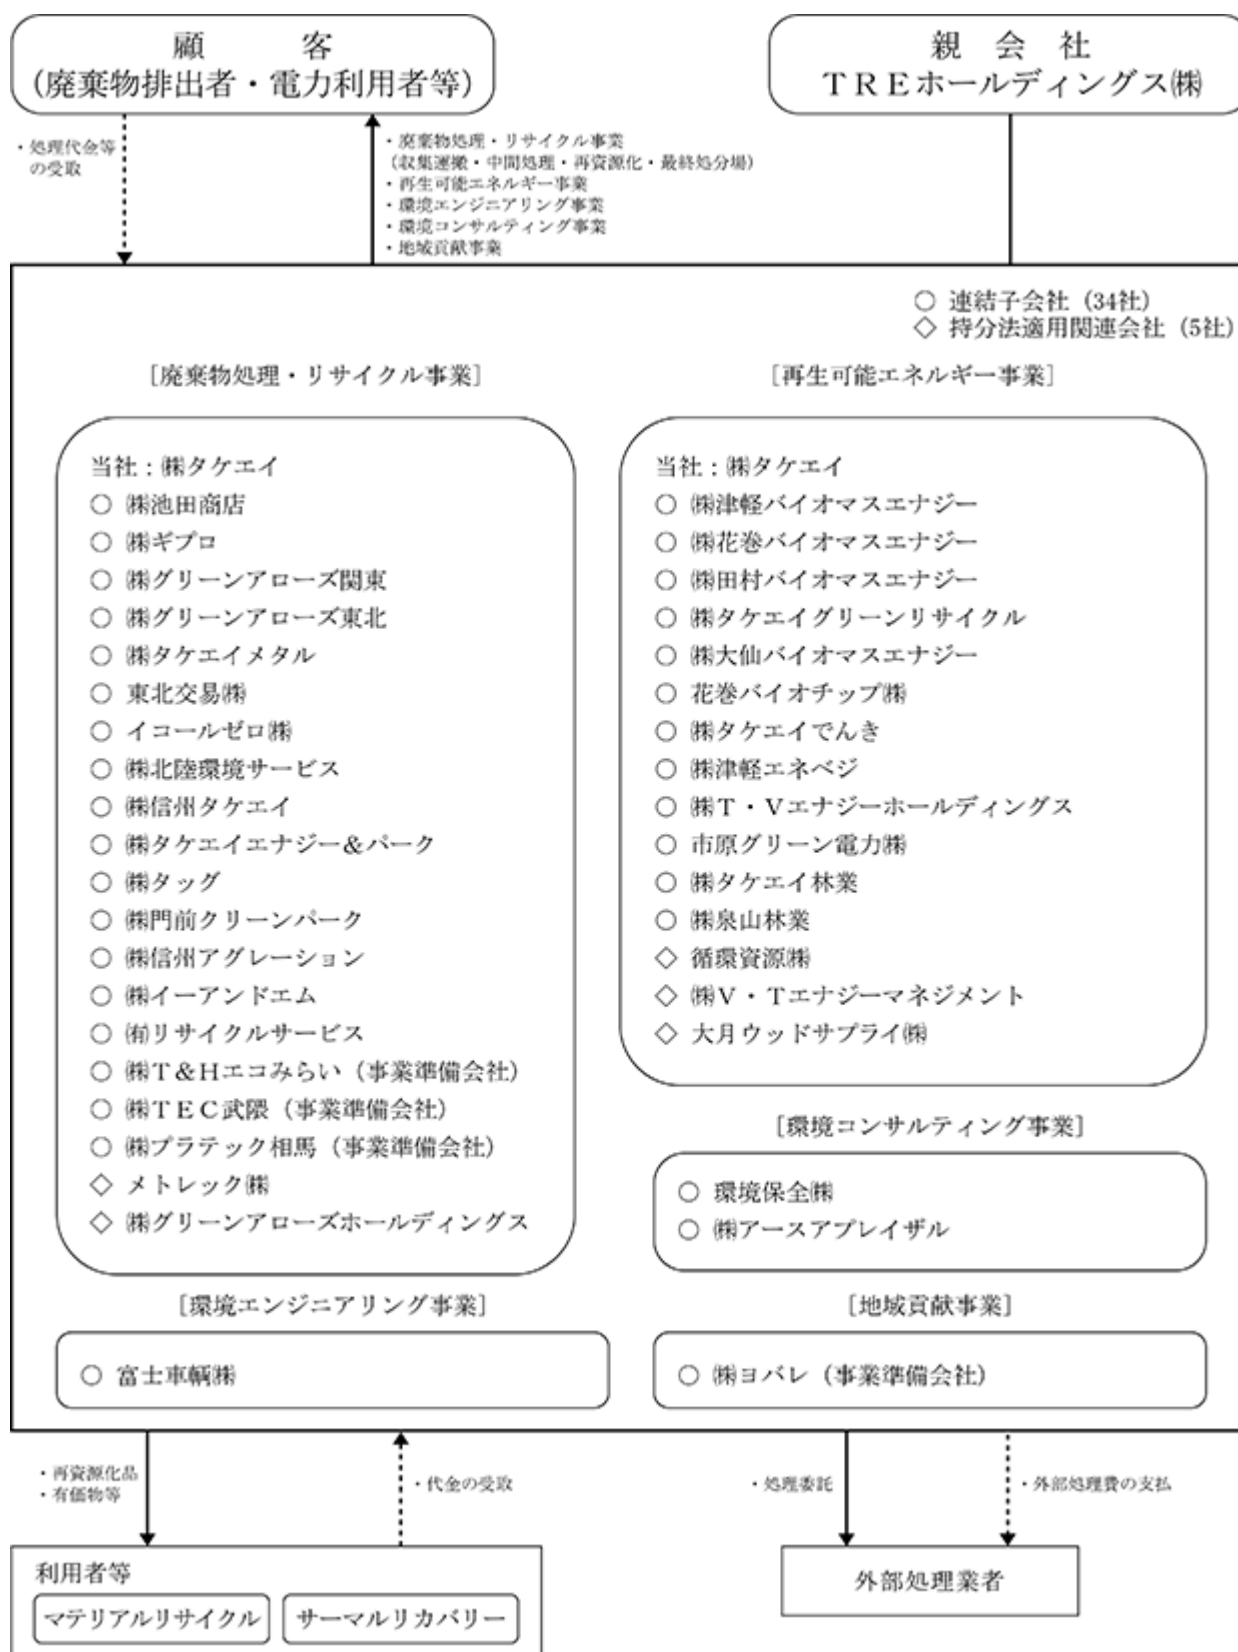 顧　客
（廃棄物排出者・電力利用者等）
親会社
ＴＲＥホールディングス㈱
・処理代金等
の受取
・廃棄物処理・リサイクル事業
（収集運搬・中間処理・再資源化・最終処分場）
・再生可能エネルギー事業
・環境エンジニアリング事業
・環境コンサルティング事業
・地域貢献事業
○ 連結子会社（34社）
◇ 持分法適用関連会社（5社）
［廃棄物処理・リサイクル事業］
当社：㈱タケエイ
○ ㈱池田商店
○ ㈱ギプロ
○ ㈱グリーンアローズ関東
○ ㈱グリーンアローズ東北
○ ㈱タケエイメタル
○ 東北交易㈱
○ イコールゼロ㈱
○ ㈱北陸環境サービス
○ ㈱信州タケエイ
○ ㈱タケエイエナジー＆パーク
○ ㈱タッグ
○ ㈱門前クリーンパーク
○ ㈱信州アグレーション
○ ㈱イーアンドエム
○ ㈲リサイクルサービス
○ ㈱Ｔ＆Ｈエコみらい（事業準備会社）
○ ㈱ＴＥＣ武隈（事業準備会社）
○ ㈱プラテック相馬（事業準備会社）
◇ メトレック㈱
◇ ㈱グリーンアローズホールディングス
［再生可能エネルギー事業］
当社：㈱タケエイ
○ ㈱津軽バイオマスエナジー
○ ㈱花巻バイオマスエナジー
○ ㈱田村バイオマスエナジー
○ ㈱タケエイグリーンリサイクル
○ ㈱大仙バイオマスエナジー
○ 花巻バイオチップ㈱
○ ㈱タケエイでんき
○ ㈱津軽エネベジ
○ ㈱Ｔ・Ｖエナジーホールディングス
○ 市原グリーン電力㈱
○ ㈱タケエイ林業
○ ㈱泉山林業
◇ 循環資源㈱
◇ ㈱Ｖ・Ｔエナジーマネジメント
◇ 大月ウッドサプライ㈱
［環境コンサルティング事業］
○ 環境保全㈱
○ ㈱アースアプレイザル
［環境エンジニアリング事業］
○ 富士車輌㈱
［地域貢献事業］
○ ㈱ヨバレ（事業準備会社）
・再資源化品
・有価物等
・代金の受取
・処理委託
・外部処理費の支払
利用者等
マテリアルリサイクル
サーマルリカバリー
外部処理業者